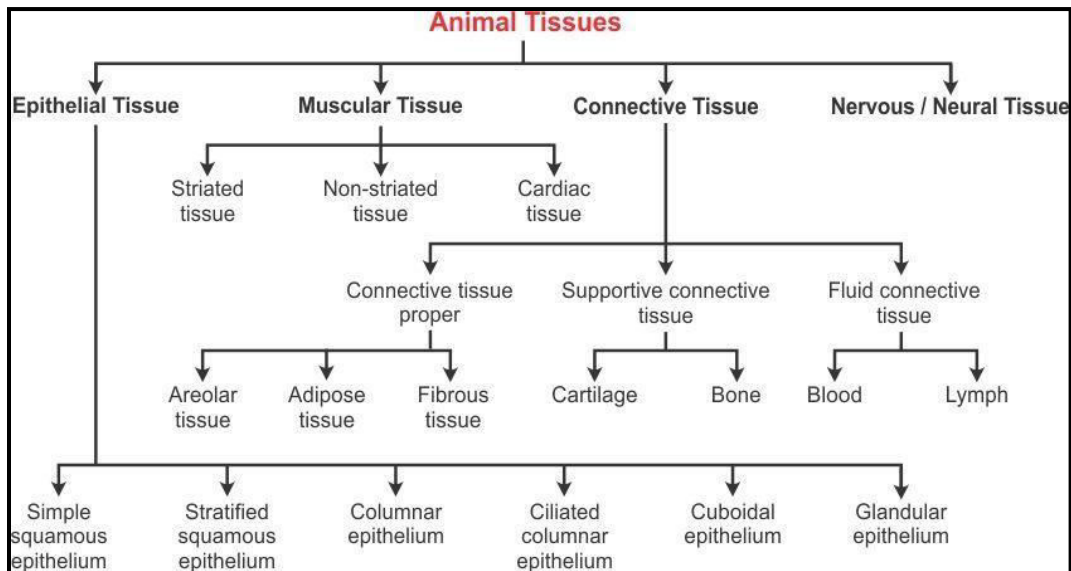 Animal Tissues
Epithelial Tissue
Muscular Tissue
Connective Tissue
Nervous / Neural Tissue
Striated
tissue
Non-striated
tissue
Cardiac
tissue
Connective tissue
proper
Supportive connective
tissue
Fluid connective
tissue
Areolar
tissue
Adipose
tissue
Fibrous
tissue
Cartilage
Bone
Blood
Lymph
Simple
squamous
epithelium
Stratified
squamous
epithelium
Columnar
epithelium
Ciliated
columnar
epithelium
Cuboidal
epithelium
Glandular
epithelium